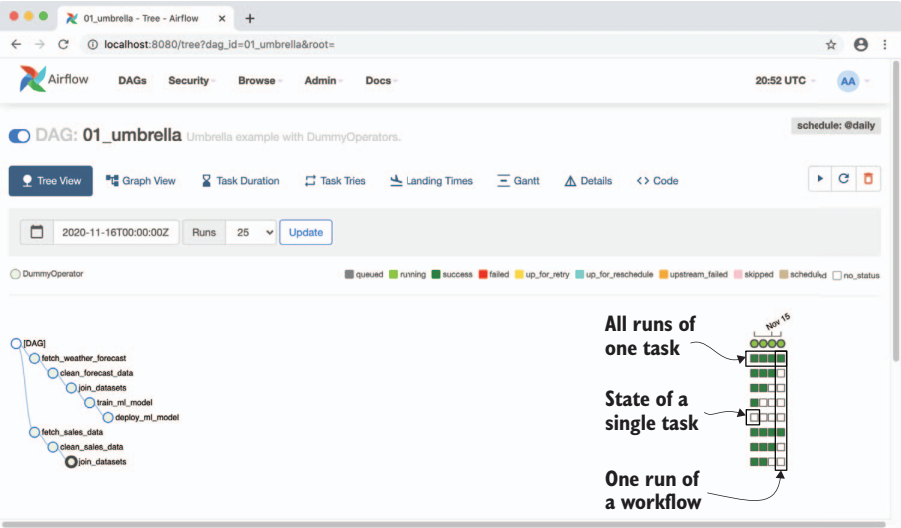 01_umbrella - Tree - Airflow
localhost:8080/tree?dag_id=01_umbrella&root=
Airflow DAGs Security Browse Admin Docs 20:52 UTC AA
schedule: @daily
DAG: 01_umbrella Umbrella example with DummyOperators.
Tree View Graph View Task Duration Task Tries Landing Times Gantt Details <> Code
2020-11-16T00:00:00Z Runs 25 Update
DummyOperator queued running success failed up_for_retry up_for_reschedule upstream_failed skipped scheduled no_status
Nov 15
All runs of
one task
State of a
single task
One run of
a workflow
[DAG]
fetch_weather_forecast
clean_forecast_data
join_datasets
train_ml_model
deploy_ml_model
fetch_sales_data
clean_sales_data
join_datasets